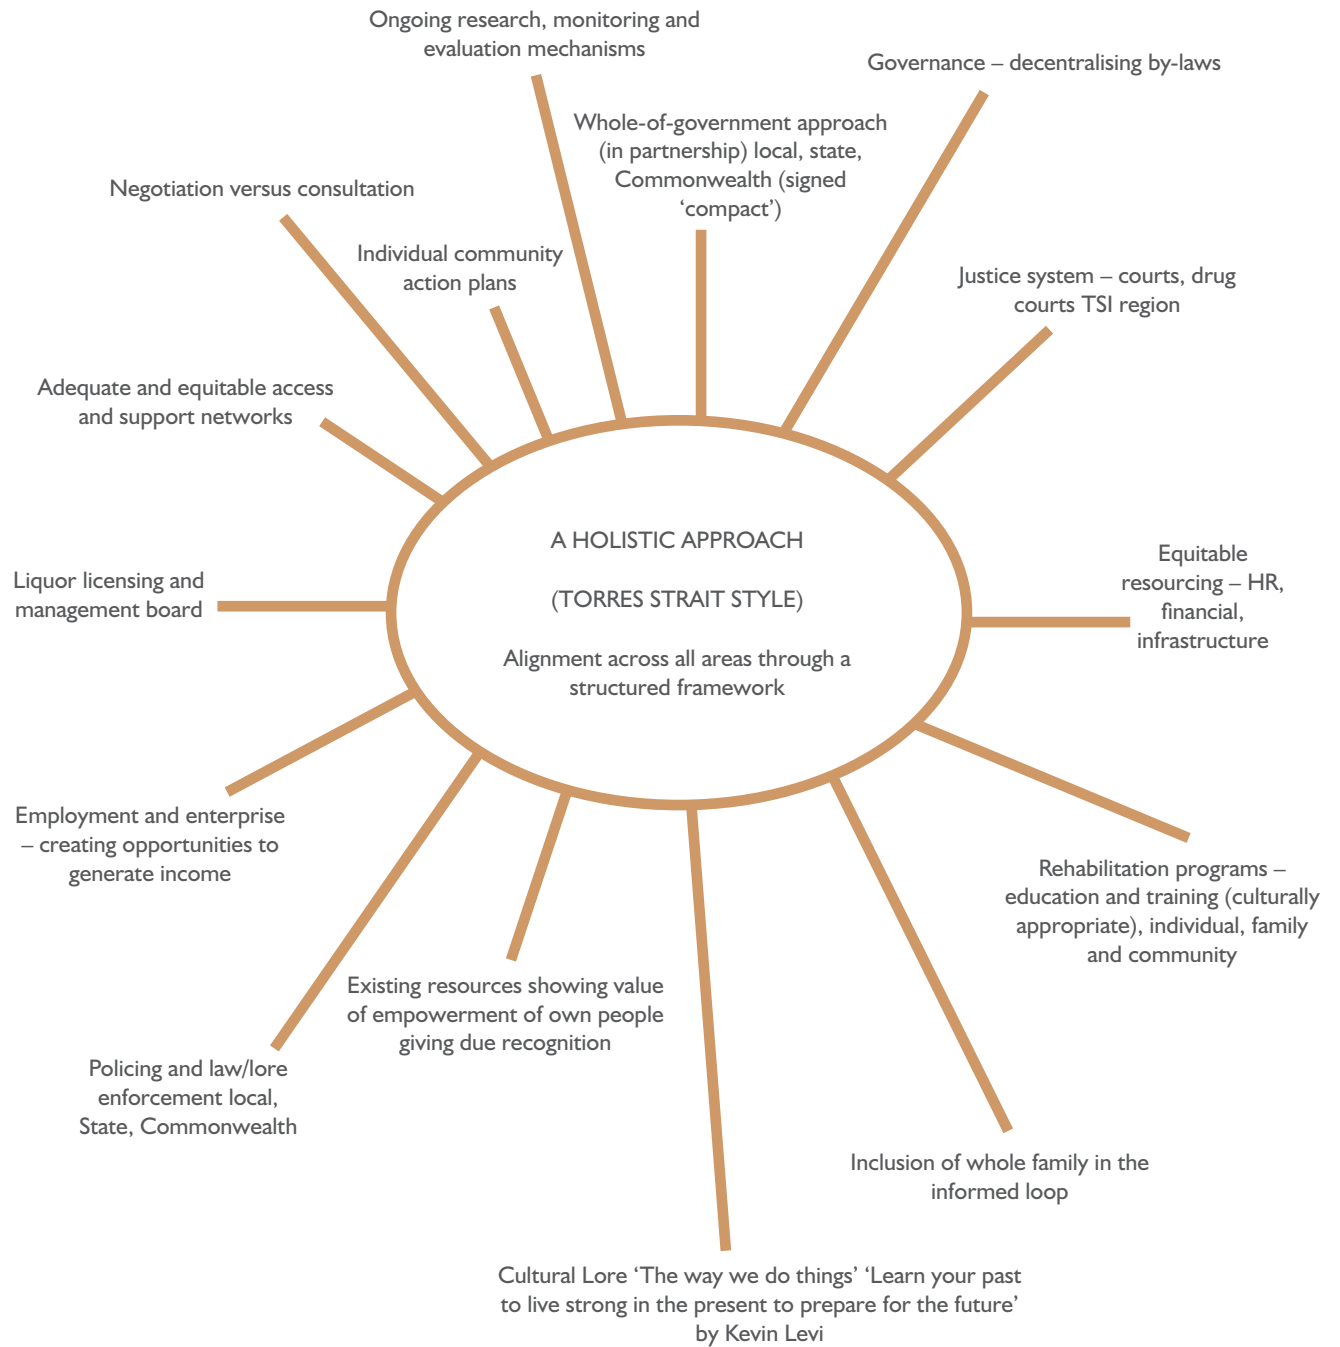 Ongoing research, monitoring and
evaluation mechanisms
Governance – decentralising by-laws
Whole-of-government approach
(in partnership) local, state,
Commonwealth (signed
‘compact’)
Negotiation versus consultation
Individual community
action plans
Justice system – courts, drug
courts TSI region
Adequate and equitable access
and support networks
A HOLISTIC APPROACH
(TORRES STRAIT STYLE)
Alignment across all areas through a
structured framework
Liquor licensing and
management board
Equitable
resourcing – HR,
financial,
infrastructure
Employment and enterprise
– creating opportunities to
generate income
Rehabilitation programs –
education and training (culturally
appropriate), individual, family
and community
Existing resources showing value
of empowerment of own people
giving due recognition
Policing and law/lore
enforcement local,
State, Commonwealth
Inclusion of whole family in the
informed loop
Cultural Lore ‘The way we do things’ ‘Learn your past
to live strong in the present to prepare for the future’
by Kevin Levi